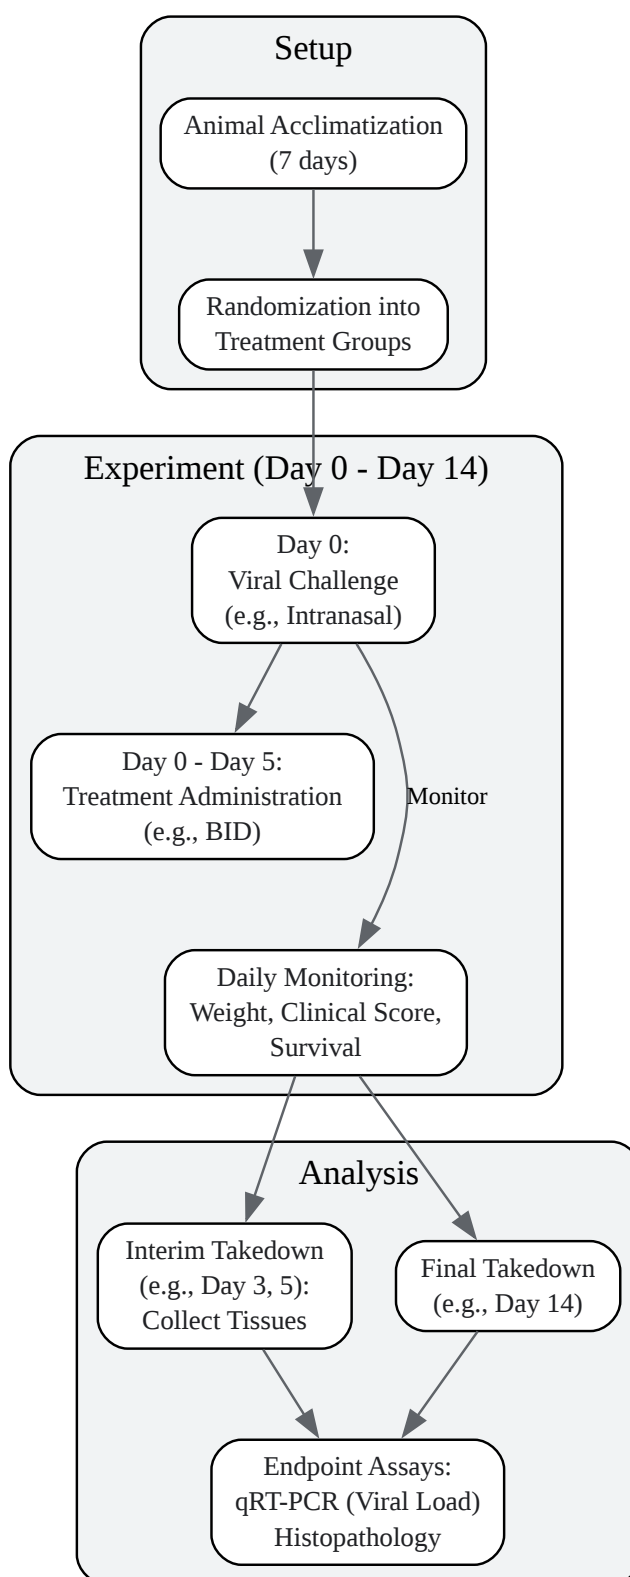 Setup
Animal Acclimatization
(7 days)
Randomization into
Treatment Groups
Experiment (Day 0 - Day 14)
Day 0:
Viral Challenge
(e.g., Intranasal)
Day 0 - Day 5:
Treatment Administration
(e.g., BID)
Monitor
Daily Monitoring:
Weight, Clinical Score,
Survival
Analysis
Interim Takedown
(e.g., Day 3, 5):
Collect Tissues
Final Takedown
(e.g., Day 14)
Endpoint Assays:
qRT-PCR (Viral Load)
Histopathology